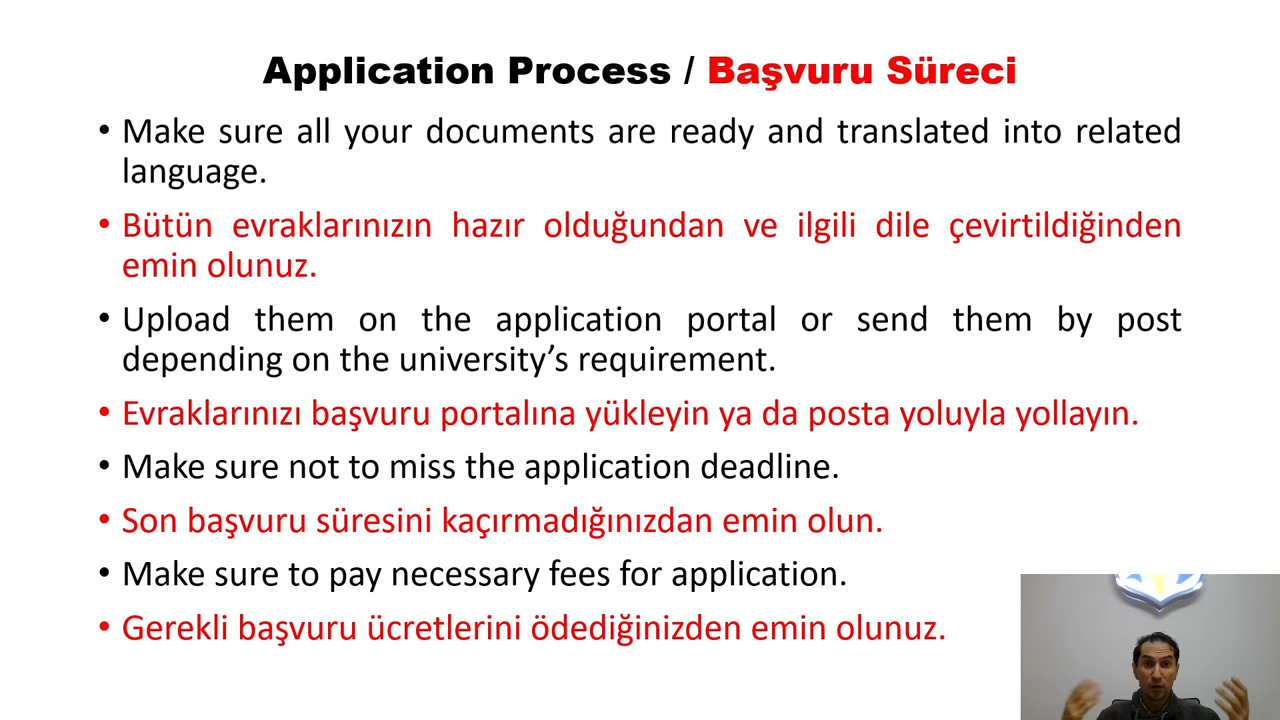 Application Process / Başvuru Süreci
• Make sure all your documents are ready and translated into related
language.
• Bütün evraklarınızın hazır olduğundan ve ilgili dile çevirtildiğinden
emin olunuz.
• Upload them on the application portal or send them by post
depending on the university’s requirement.
• Evraklarınızı başvuru portalına yükleyin ya da posta yoluyla yollayın.
• Make sure not to miss the application deadline.
• Son başvuru süresini kaçırmadığınızdan emin olun.
• Make sure to pay necessary fees for application.
• Gerekli başvuru ücretlerini ödediğinizden emin olunuz.